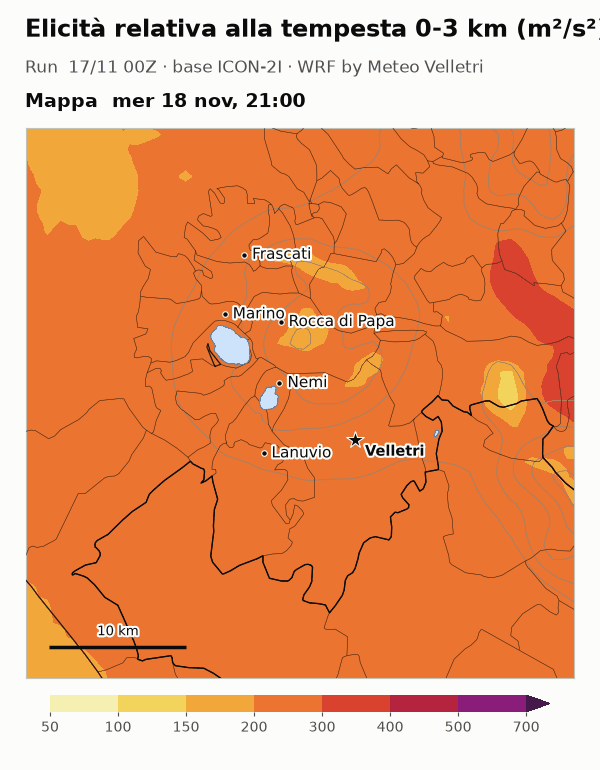 Elicità relativa alla tempesta 0-3 km (m²/s²)
Run  17/11 00Z · base ICON-2I · WRF by Meteo Velletri
Mappa  mer 18 nov, 21:00
Frascati
Marino
Rocca di Papa
Nemi
Velletri
Lanuvio
10 km
50 100 150 200 300 400 500 700